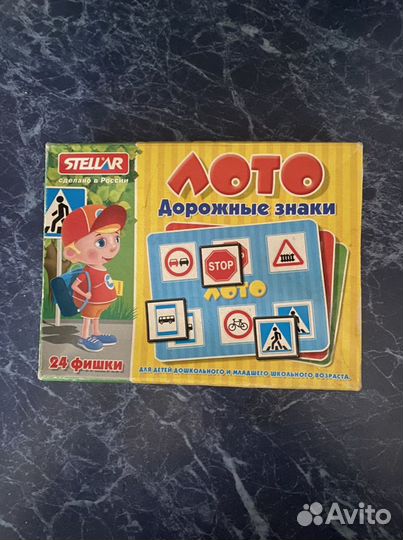 STELLAR
сделано в России
ЛОТО
Дорожные знаки
STOP
ЛОТО
24 фишки
ДЛЯ ДЕТЕЙ ДОШКОЛЬНОГО И МЛАДШЕГО ШКОЛЬНОГО ВОЗРАСТА.
Avito